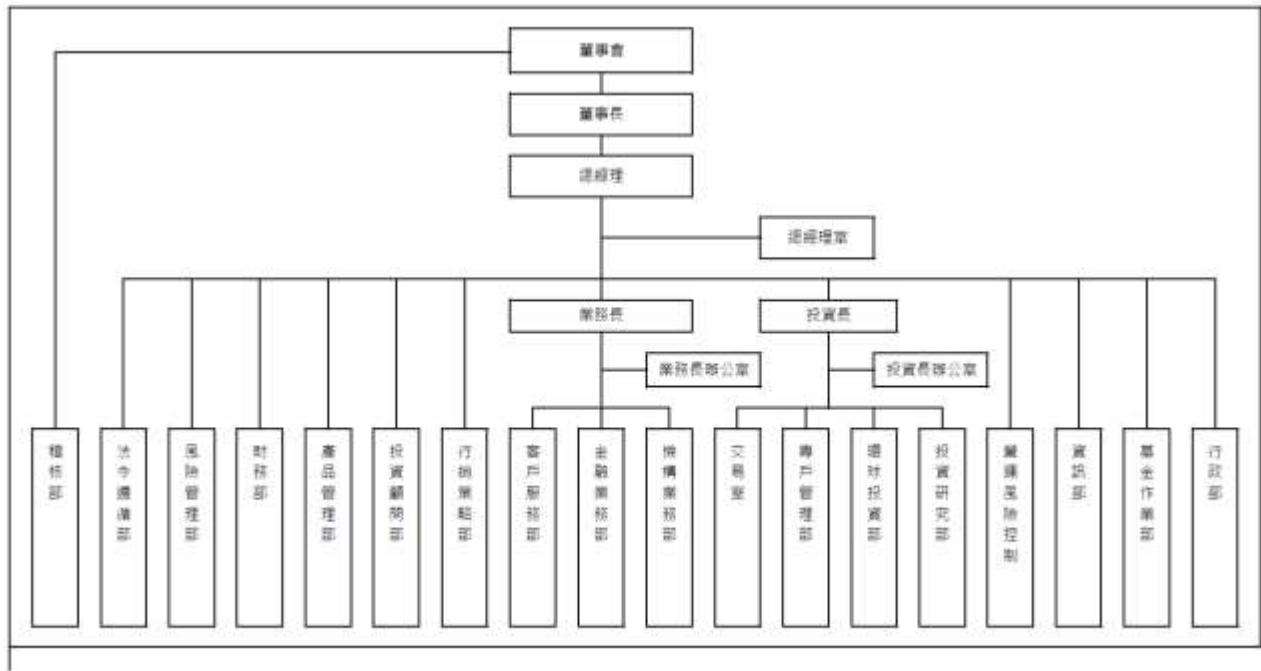 董事會
董事長
總經理
總經理室
業務長
投資長
業務長辦公室
投資長辦公室
稽核部
法令遵循部
風險管理部
財務部
產品管理部
投資顧問部
行銷策略部
客戶服務部
金融業務部
機構業務部
交易室
專戶管理部
環球投資部
投資研究部
營運風險控制
資訊部
基金作業部
行政部